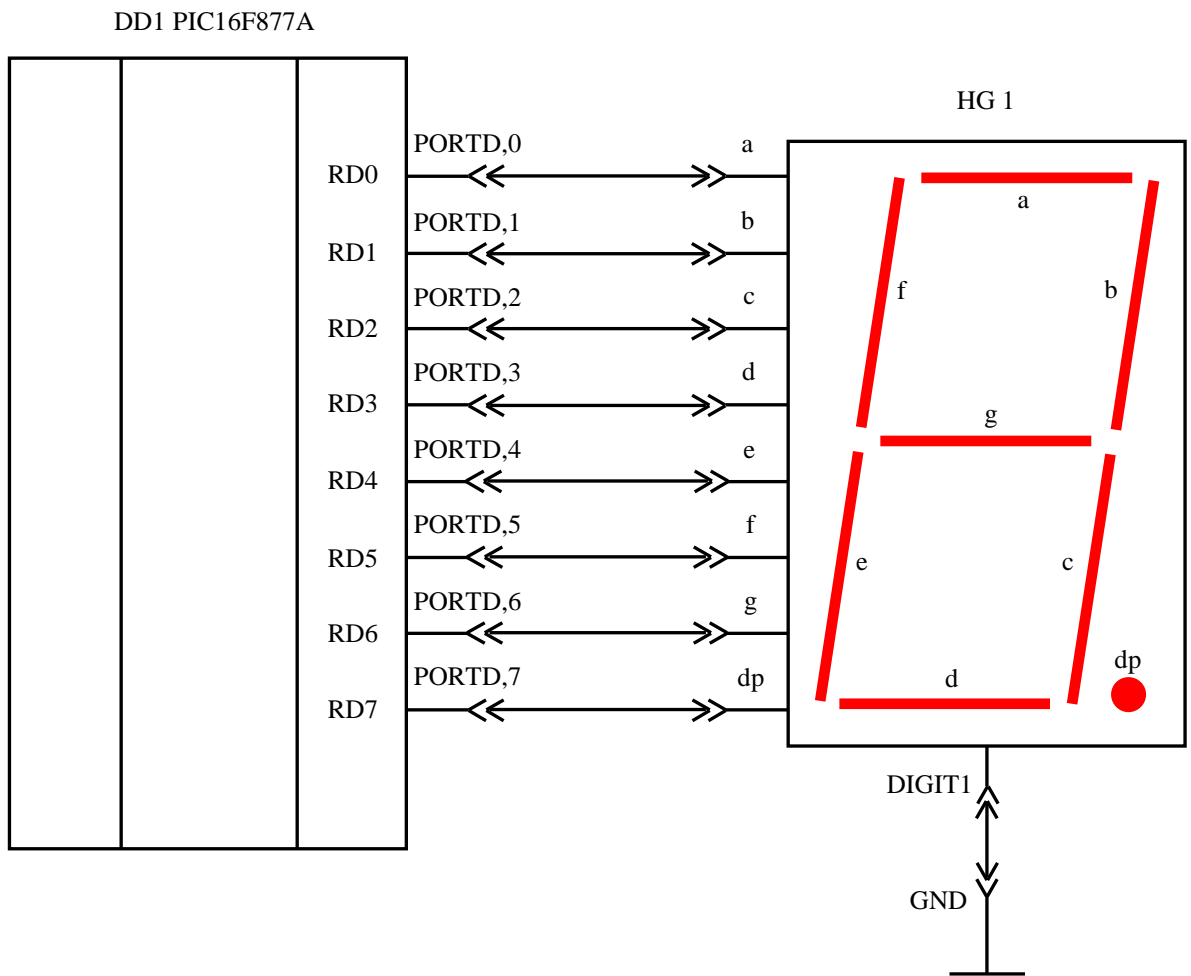 DD1 PIC16F877A
HG 1
PORTD,0 a
RD0
PORTD,1 b
RD1
PORTD,2 c
RD2
PORTD,3 d
RD3
PORTD,4 e
RD4
PORTD,5 f
RD5
PORTD,6 g
RD6
PORTD,7 dp
RD7
a
f b
g
e c
d dp
DIGIT1
GND